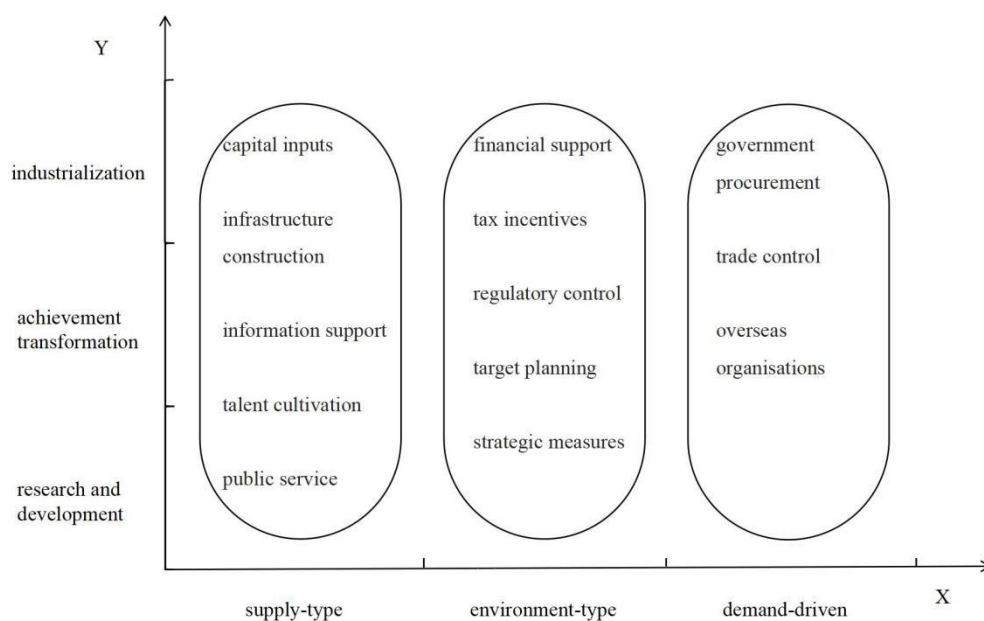 Y
industrialization
achievement
transformation
research and
development
capital inputs
infrastructure
construction
information support
talent cultivation
public service
financial support
tax incentives
regulatory control
target planning
strategic measures
government
procurement
trade control
overseas
organisations
supply-type
environment-type
demand-driven
X